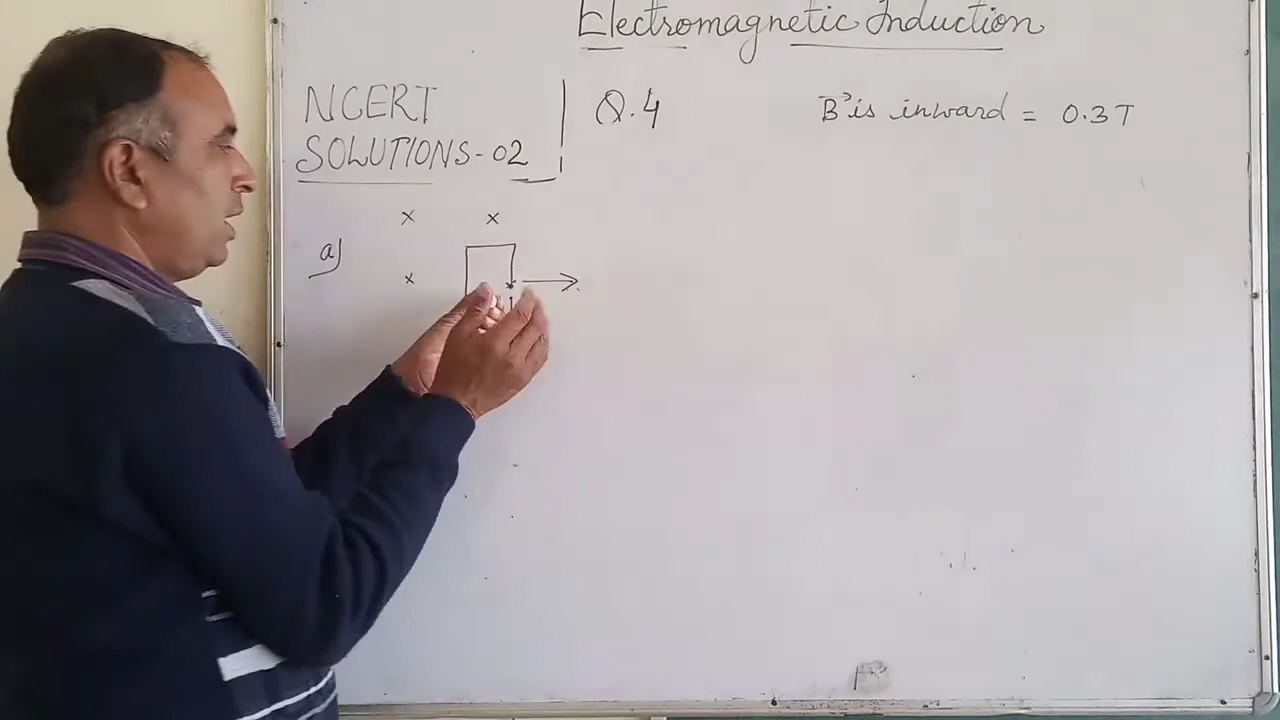 Electromagnetic Induction
NCERT
SOLUTIONS-02
Q.4
B is inward = 0.3T
a)